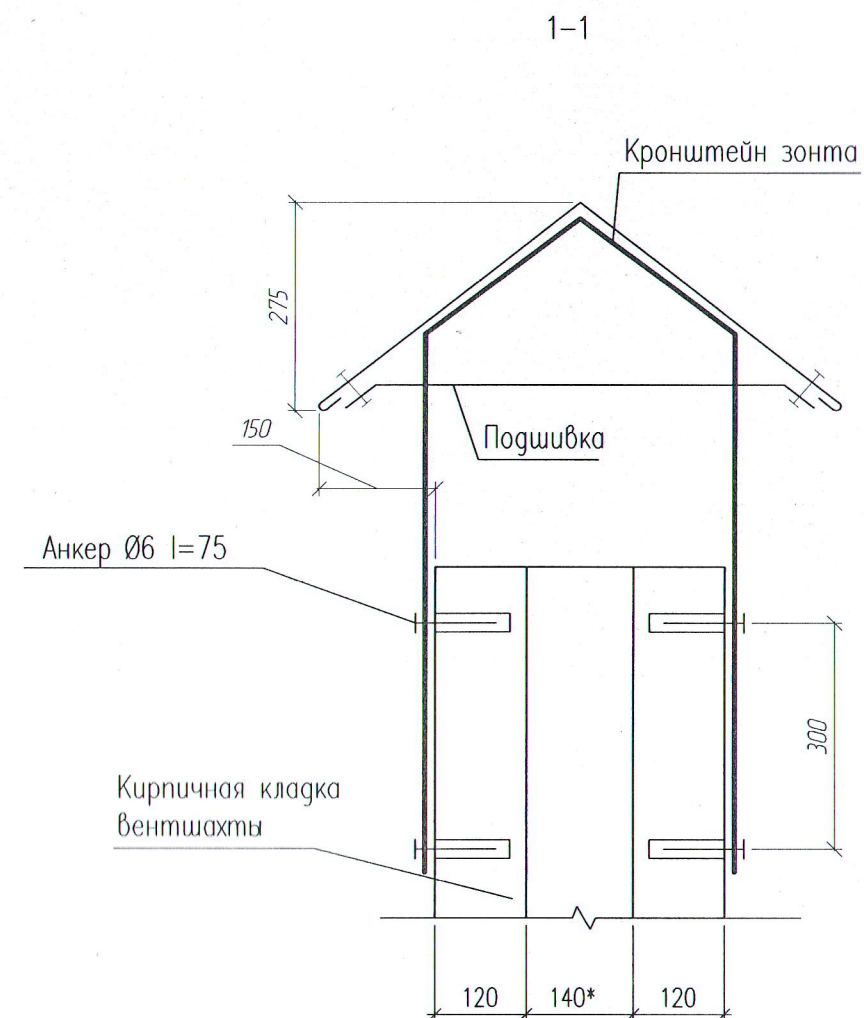 1-1
Кронштейн зонта
275
150
Подшивка
Анкер Ø6 l=75
300
Кирпичная кладка
вентшахты
120 140* 120